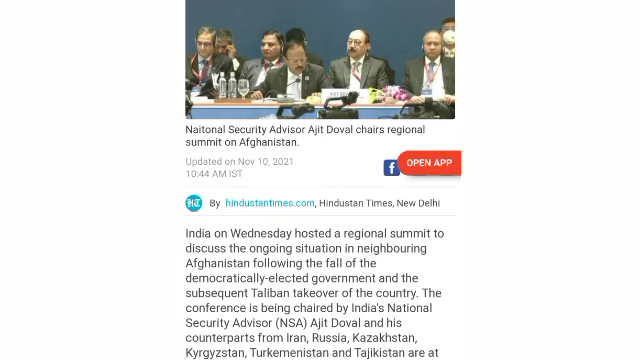 Naitonal Security Advisor Ajit Doval chairs regional
summit on Afghanistan.
Updated on Nov 10, 2021
10:44 AM IST
f
OPEN APP
HT
By hindustantimes.com, Hindustan Times, New Delhi
India on Wednesday hosted a regional summit to
discuss the ongoing situation in neighbouring
Afghanistan following the fall of the
democratically-elected government and the
subsequent Taliban takeover of the country. The
conference is being chaired by India's National
Security Advisor (NSA) Ajit Doval and his
counterparts from Iran, Russia, Kazakhstan,
Kyrgyzstan, Turkemenistan and Tajikistan are at